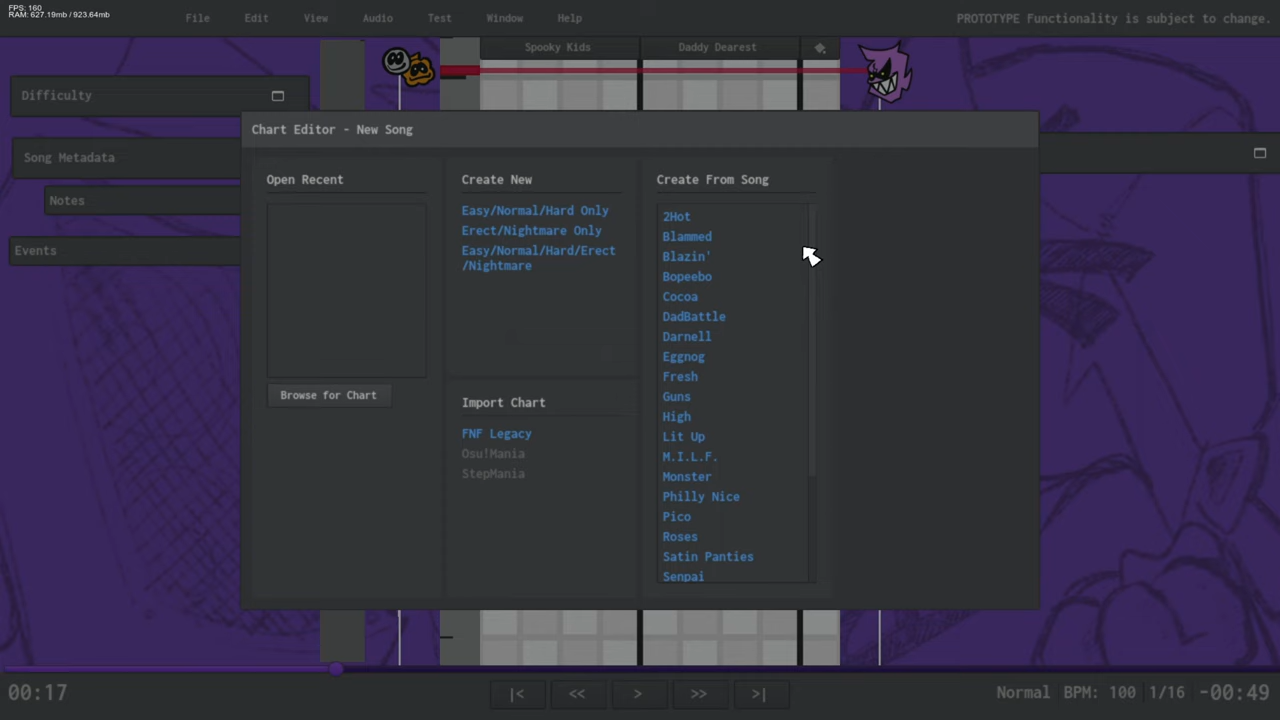 FPS: 160
RAM: 627.19mb / 923.64mb
File Edit View Audio Test Window Help
PROTOTYPE Functionality is subject to change.
Spooky Kids
Daddy Dearest
Difficulty
Song Metadata
Notes
Events
Chart Editor - New Song
Open Recent
Browse for Chart
Create New
Easy/Normal/Hard Only
Erect/Nightmare Only
Easy/Normal/Hard/Erect
/Nightmare
Import Chart
FNF Legacy
Osu!Mania
StepMania
Create From Song
2Hot
Blammed
Blazin'
Bopeebo
Cocoa
DadBattle
Darnell
Eggnog
Fresh
Guns
High
Lit Up
M.I.L.F.
Monster
Philly Nice
Pico
Roses
Satin Panties
Senpai
00:17
|< << > >> >|
Normal BPM: 100 1/16 -00:49